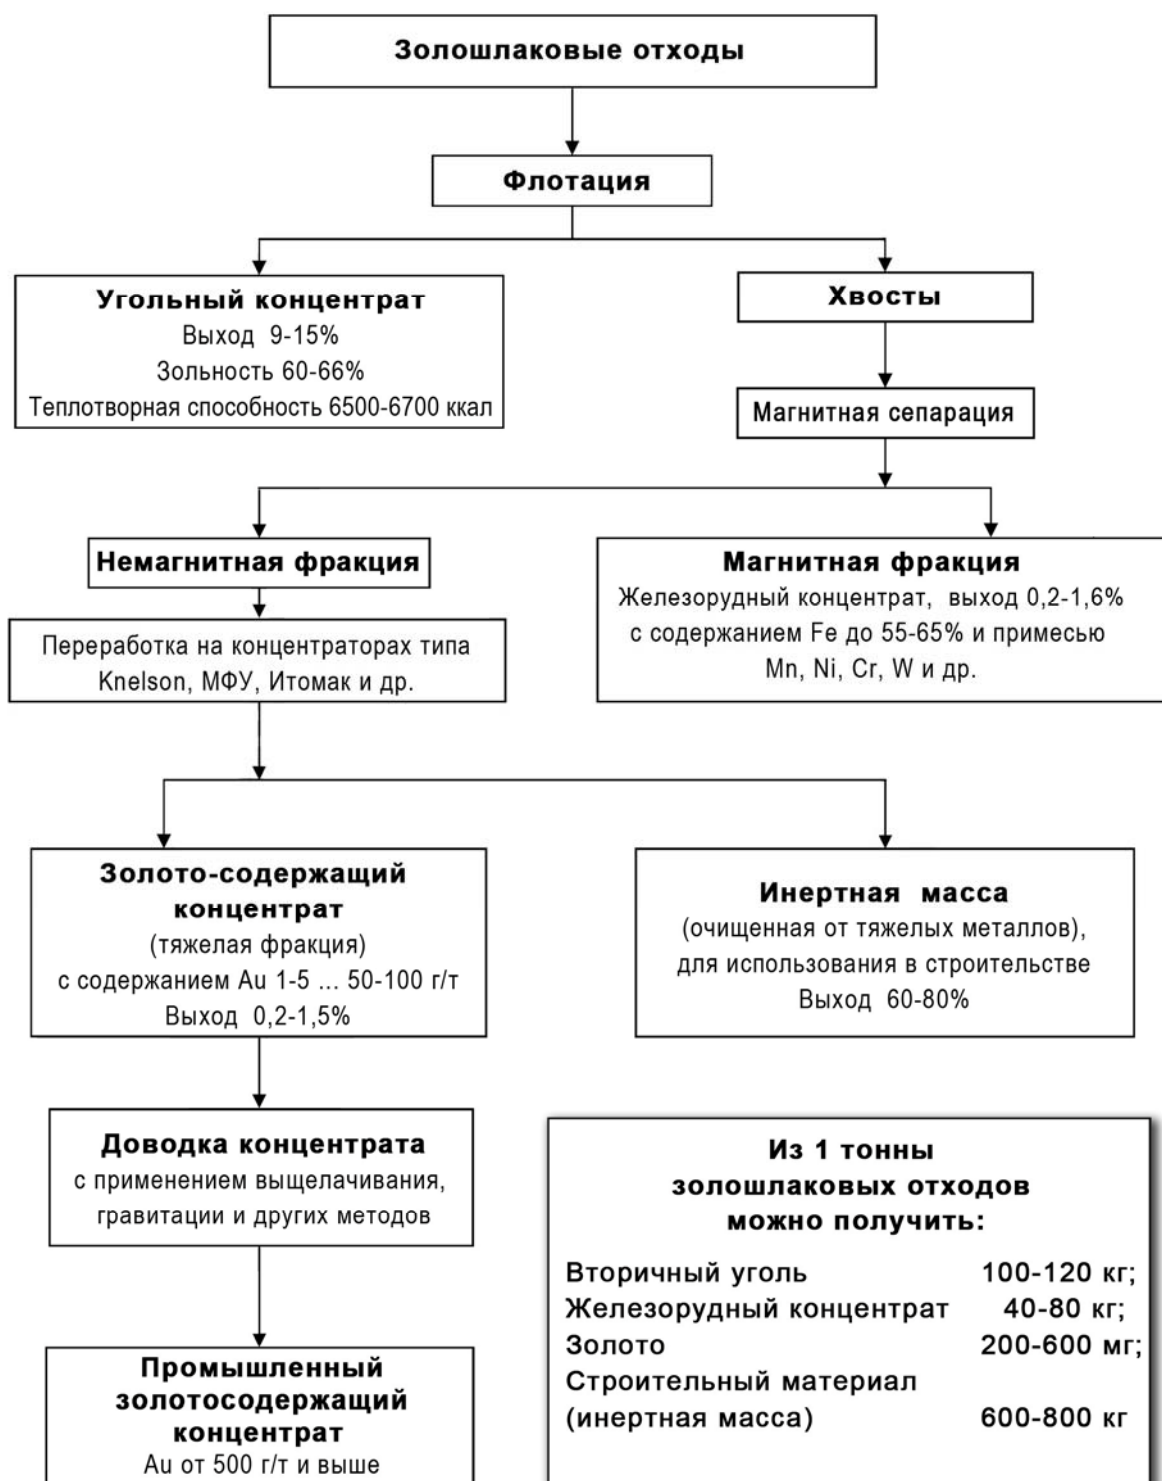 Золошлаковые отходы
Флотация
Угольный концентрат
Выход 9-15%
Зольность 60-66%
Теплотворная способность 6500-6700 ккал
Хвосты
Магнитная сепарация
Немагнитная фракция
Магнитная фракция
Железорудный концентрат, выход 0,2-1,6%
с содержанием Fe до 55-65% и примесью
Mn, Ni, Cr, W и др.
Переработка на концентраторах типа
Knelson, МФУ, Итомак и др.
Золото-содержащий
концентрат
(тяжелая фракция)
с содержанием Au 1-5 ... 50-100 г/т
Выход 0,2-1,5%
Инертная масса
(очищенная от тяжелых металлов),
для использования в строительстве
Выход 60-80%
Доводка концентрата
с применением выщелачивания,
гравитации и других методов
Промышленный
золотосодержащий
концентрат
Au от 500 г/т и выше
Из 1 тонны
золошлаковых отходов
можно получить:
Вторичный уголь 100-120 кг;
Железорудный концентрат 40-80 кг;
Золото 200-600 мг;
Строительный материал
(инертная масса) 600-800 кг